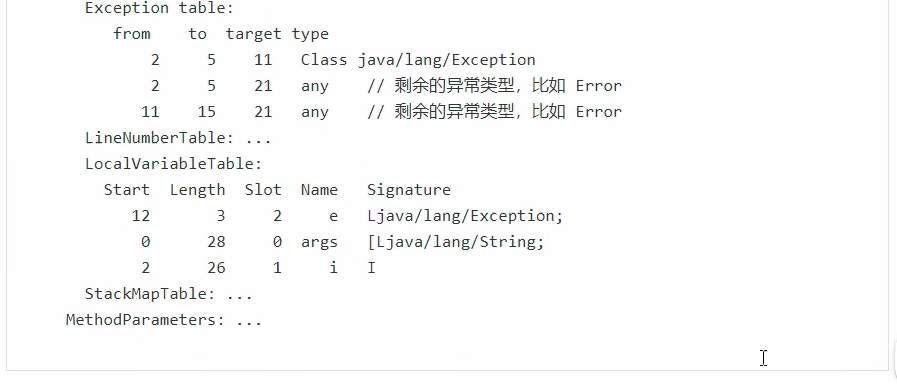 Exception table:
from to target type
2 5 11 Class java/lang/Exception
2 5 21 any // 剩余的异常类型，比如 Error
11 15 21 any // 剩余的异常类型，比如 Error
LineNumberTable: ...
LocalVariableTable:
Start Length Slot Name Signature
12 3 2 e Ljava/lang/Exception;
0 28 0 args [Ljava/lang/String;
2 26 1 i I
StackMapTable: ...
MethodParameters: ...